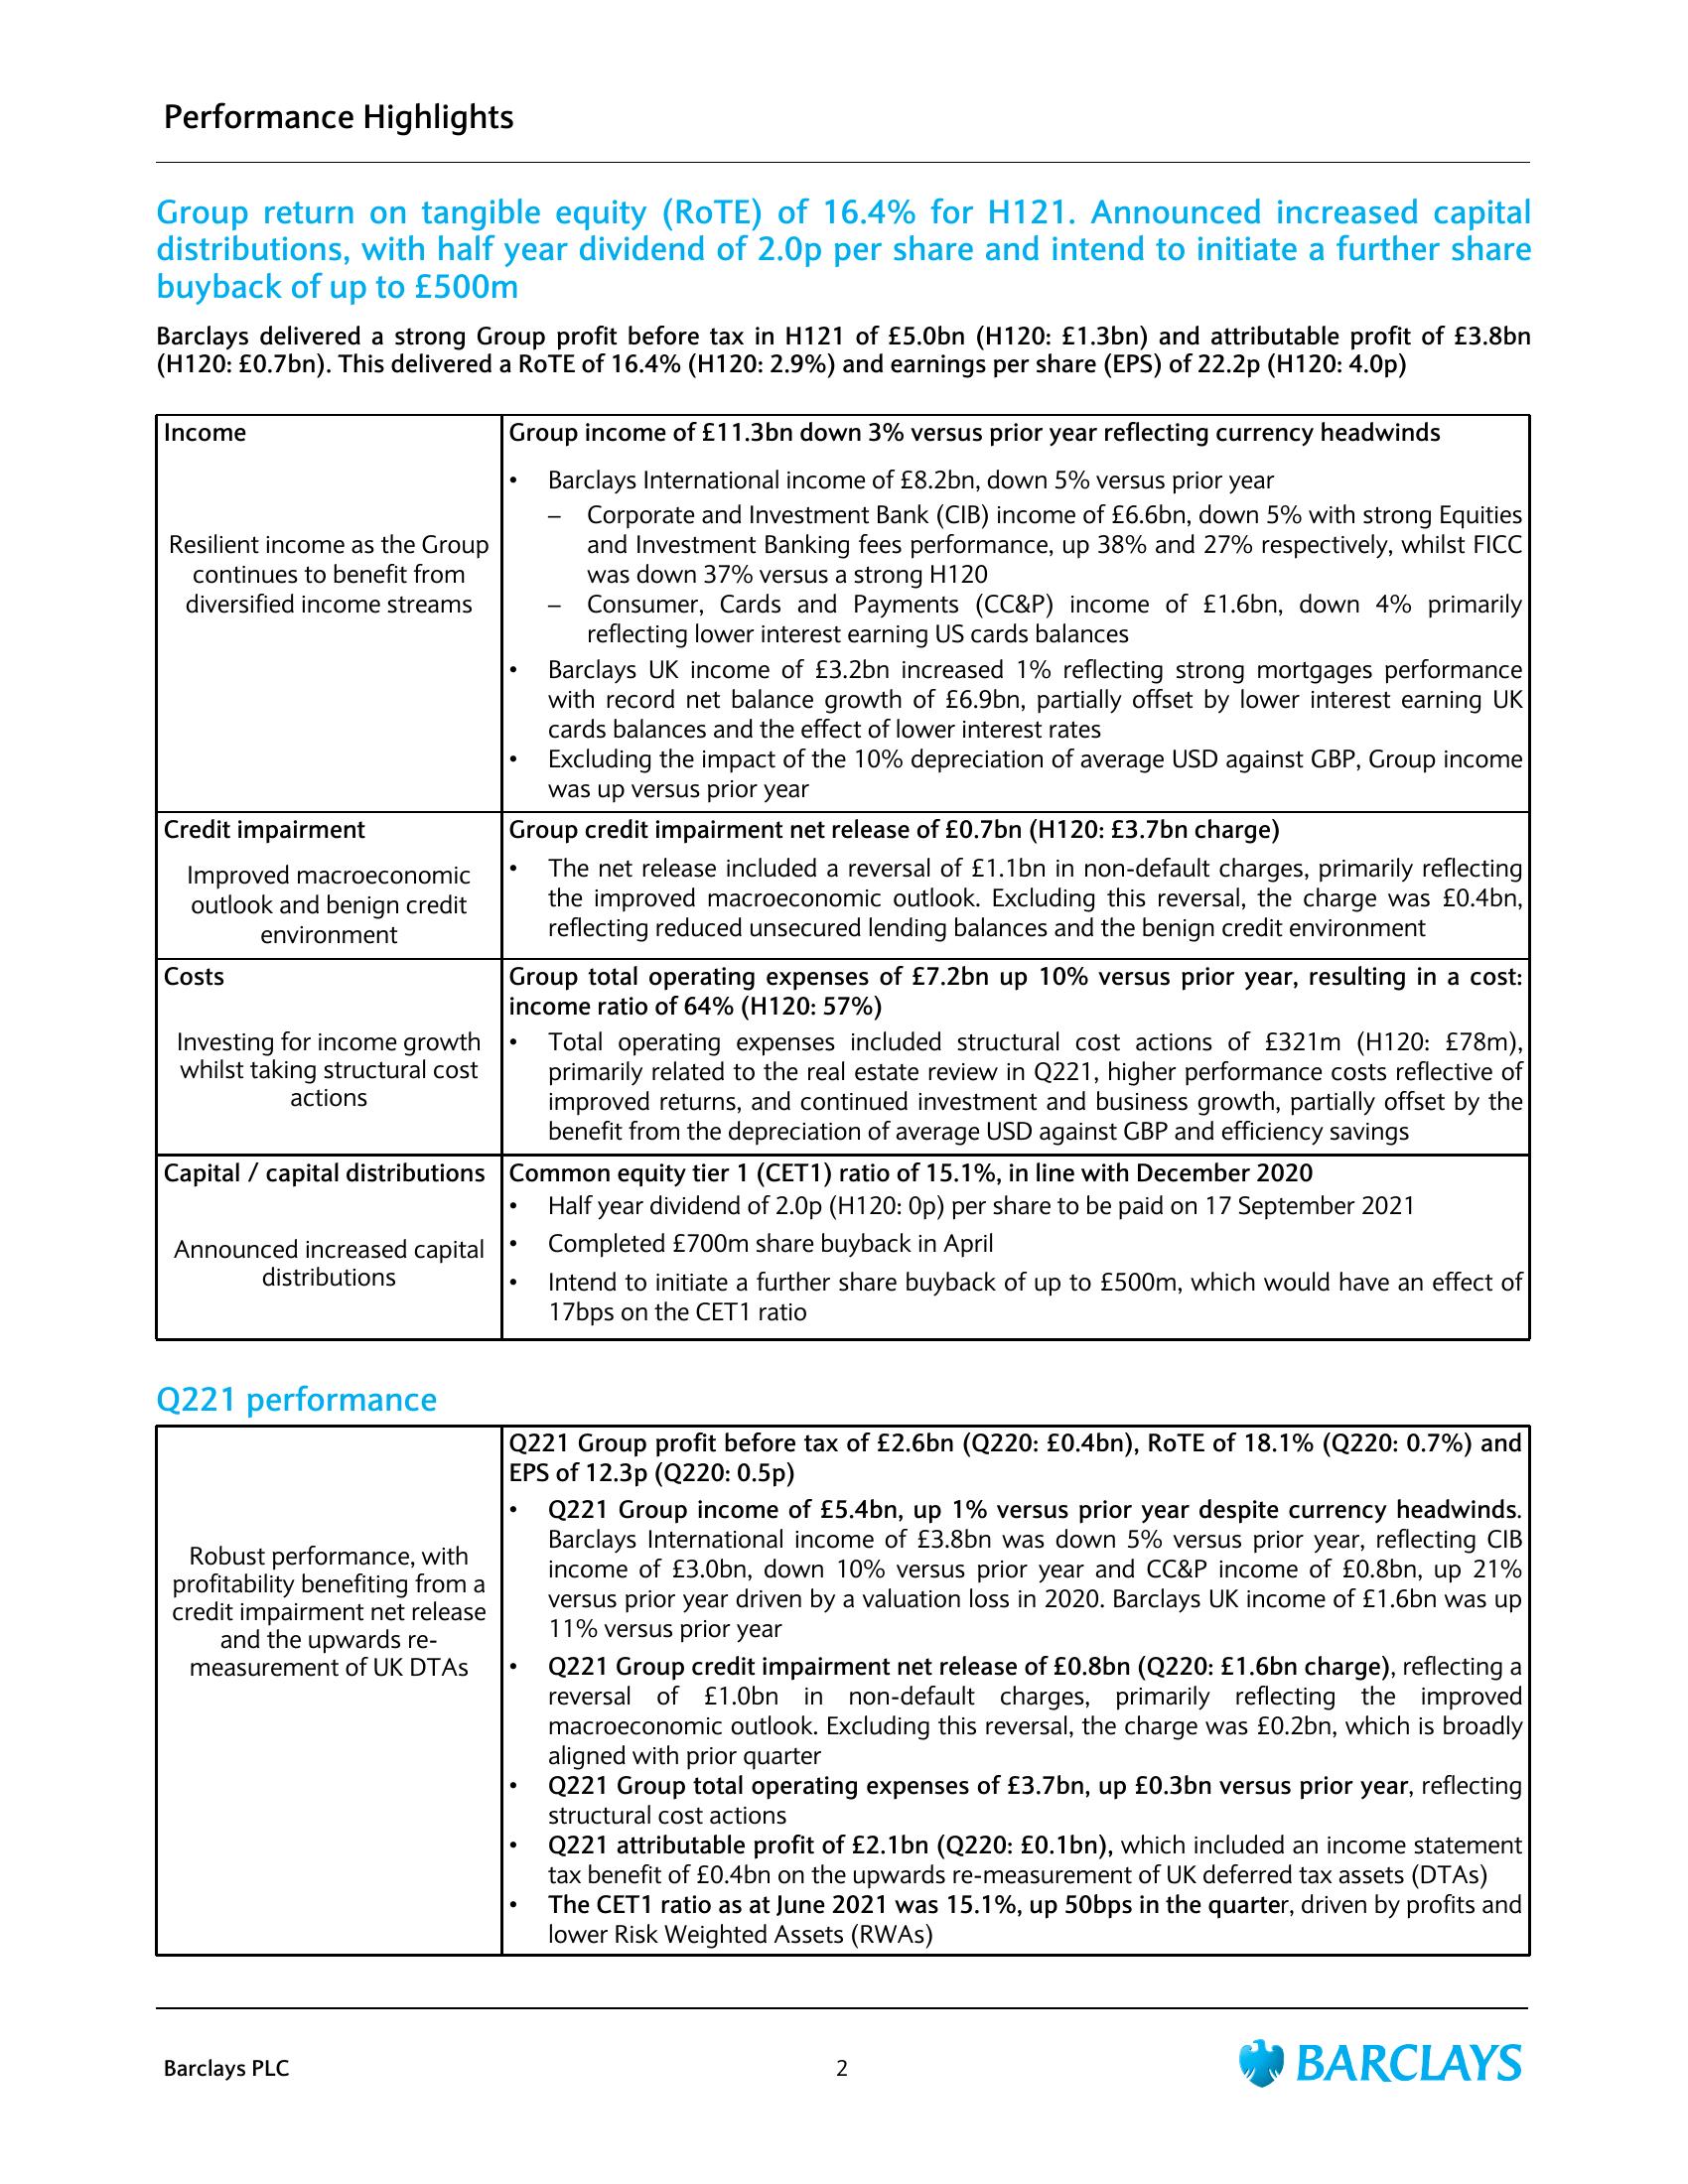 Performance Highlights
Group return on tangible equity (RoTE) of 16.4% for H121. Announced increased capital
distributions, with half year dividend of 2.0p per share and intend to initiate a further share
buyback of up to £500m
Barclays delivered a strong Group profit before tax in H121 of £5.0bn (H120: £1.3bn) and attributable profit of £3.8bn
(H120: £0.7bn). This delivered a RoTE of 16.4% (H120: 2.9%) and earnings per share (EPS) of 22.2p (H120: 4.0p)
Income
Resilient income as the Group
continues to benefit from
diversified income streams
Group income of £11.3bn down 3% versus prior year reflecting currency headwinds
• Barclays International income of £8.2bn, down 5% versus prior year
– Corporate and Investment Bank (CIB) income of £6.6bn, down 5% with strong Equities
and Investment Banking fees performance, up 38% and 27% respectively, whilst FICC
was down 37% versus a strong H120
– Consumer, Cards and Payments (CC&P) income of £1.6bn, down 4% primarily
reflecting lower interest earning US cards balances
• Barclays UK income of £3.2bn increased 1% reflecting strong mortgages performance
with record net balance growth of £6.9bn, partially offset by lower interest earning UK
cards balances and the effect of lower interest rates
• Excluding the impact of the 10% depreciation of average USD against GBP, Group income
was up versus prior year
Credit impairment
Improved macroeconomic
outlook and benign credit
environment
Group credit impairment net release of £0.7bn (H120: £3.7bn charge)
• The net release included a reversal of £1.1bn in non-default charges, primarily reflecting
the improved macroeconomic outlook. Excluding this reversal, the charge was £0.4bn,
reflecting reduced unsecured lending balances and the benign credit environment
Costs
Investing for income growth
whilst taking structural cost
actions
Group total operating expenses of £7.2bn up 10% versus prior year, resulting in a cost:
income ratio of 64% (H120: 57%)
• Total operating expenses included structural cost actions of £321m (H120: £78m),
primarily related to the real estate review in Q221, higher performance costs reflective of
improved returns, and continued investment and business growth, partially offset by the
benefit from the depreciation of average USD against GBP and efficiency savings
Capital / capital distributions
Announced increased capital
distributions
Common equity tier 1 (CET1) ratio of 15.1%, in line with December 2020
• Half year dividend of 2.0p (H120: 0p) per share to be paid on 17 September 2021
• Completed £700m share buyback in April
• Intend to initiate a further share buyback of up to £500m, which would have an effect of
17bps on the CET1 ratio
Q221 performance
Robust performance, with
profitability benefiting from a
credit impairment net release
and the upwards re-
measurement of UK DTAs
Q221 Group profit before tax of £2.6bn (Q220: £0.4bn), RoTE of 18.1% (Q220: 0.7%) and
EPS of 12.3p (Q220: 0.5p)
• Q221 Group income of £5.4bn, up 1% versus prior year despite currency headwinds.
Barclays International income of £3.8bn was down 5% versus prior year, reflecting CIB
income of £3.0bn, down 10% versus prior year and CC&P income of £0.8bn, up 21%
versus prior year driven by a valuation loss in 2020. Barclays UK income of £1.6bn was up
11% versus prior year
• Q221 Group credit impairment net release of £0.8bn (Q220: £1.6bn charge), reflecting a
reversal of £1.0bn in non-default charges, primarily reflecting the improved
macroeconomic outlook. Excluding this reversal, the charge was £0.2bn, which is broadly
aligned with prior quarter
• Q221 Group total operating expenses of £3.7bn, up £0.3bn versus prior year, reflecting
structural cost actions
• Q221 attributable profit of £2.1bn (Q220: £0.1bn), which included an income statement
tax benefit of £0.4bn on the upwards re-measurement of UK deferred tax assets (DTAs)
• The CET1 ratio as at June 2021 was 15.1%, up 50bps in the quarter, driven by profits and
lower Risk Weighted Assets (RWAs)
Barclays PLC
2
BARCLAYS